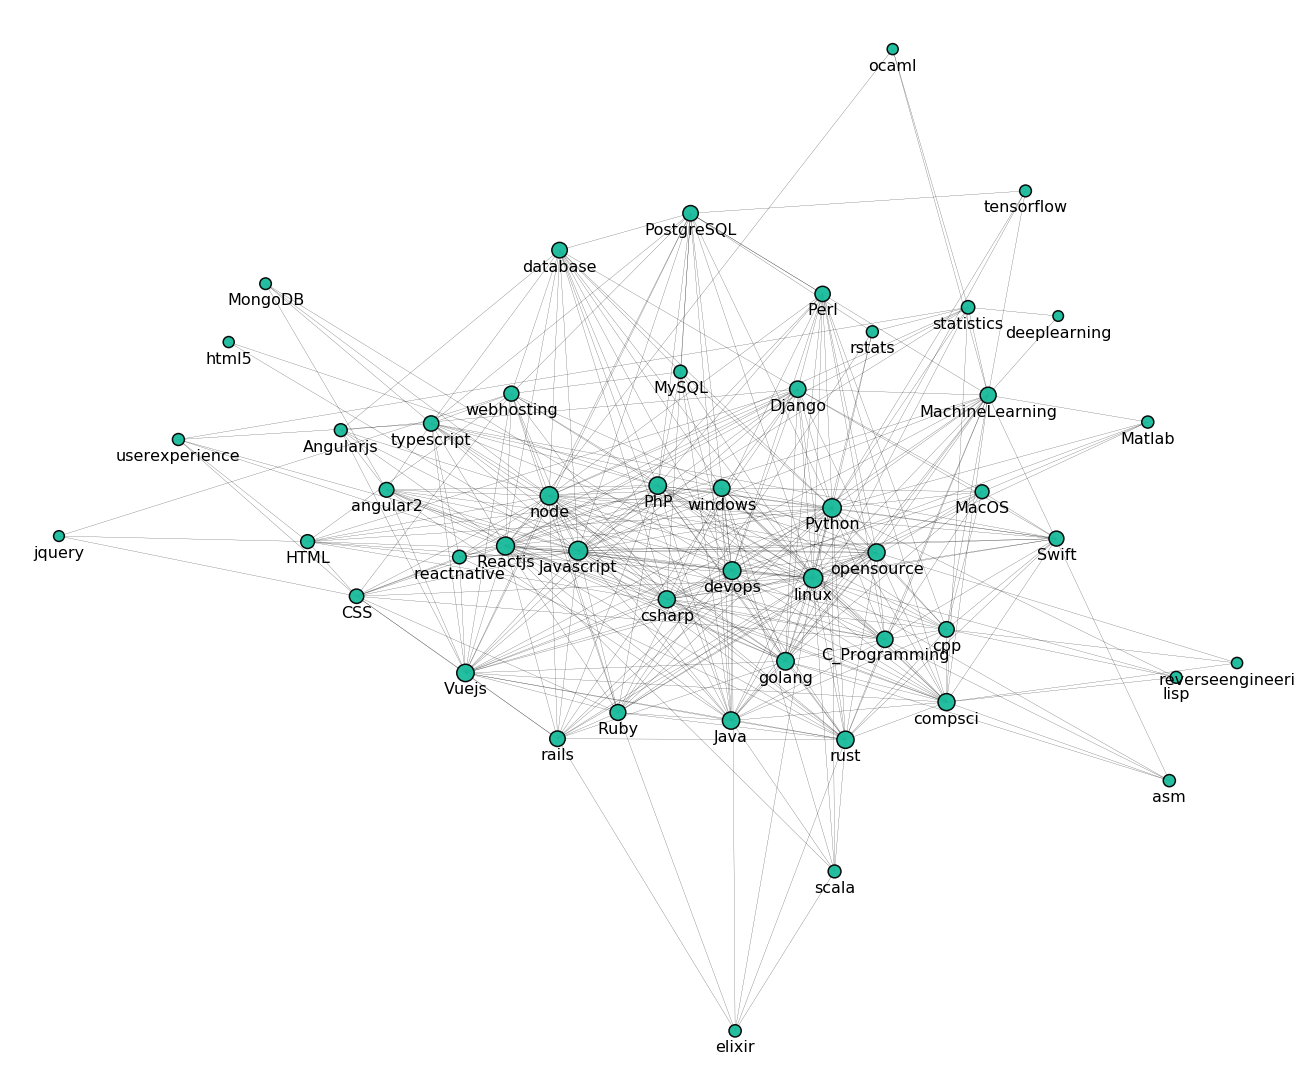 ocaml
tensorflow
PostgreSQL
database
MongoDB
Perl
statistics
deeplearning
rstats
html5
MySQL
Django
webhosting
MachineLearning
typescript
Angularjs
Matlab
userexperience
PhP
windows
angular2
node
MacOS
Python
jquery
HTML
Swift
Reactjs
Javascript
opensource
reactnative
devops
linux
CSS
csharp
cpp
C_Programming
golang
reverseengineeri
Vuejs
lisp
compsci
Ruby
Java
rails
rust
asm
scala
elixir